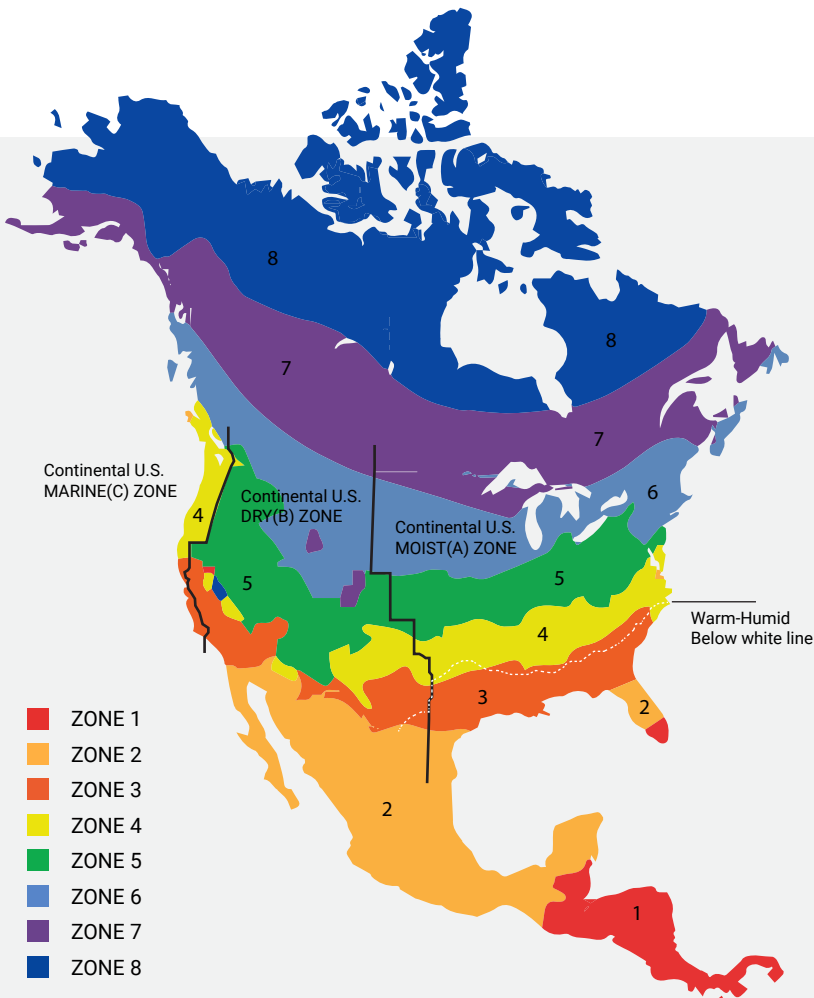 8
8
7
7
Continental U.S.
MARINE(C) ZONE
Continental U.S.
DRY(B) ZONE
6
4
Continental U.S.
MOIST(A) ZONE
5
5
Warm-Humid
Below white line
4
3
2
2
1
ZONE 1
ZONE 2
ZONE 3
ZONE 4
ZONE 5
ZONE 6
ZONE 7
ZONE 8